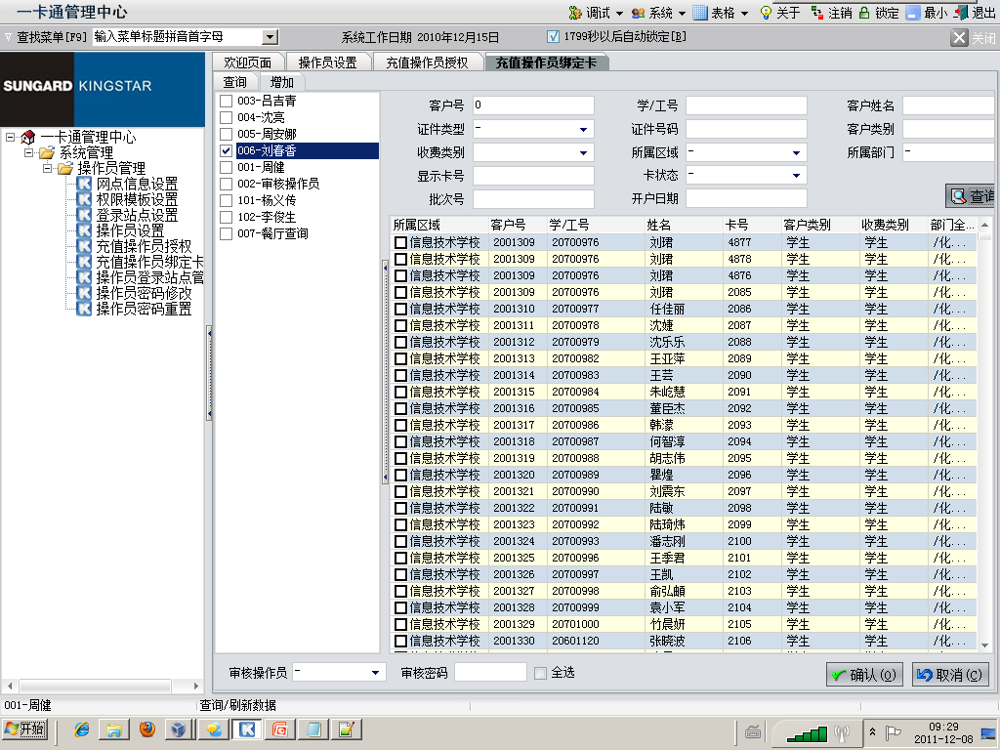 一卡通管理中心
调试 系统 表格 关于 注销 锁定 最小 退出
查找菜单[F9] 输入菜单标题拼音首字母 系统工作日期 2010年12月15日 1799秒以后自动锁定[B] 关闭
SUNGARD KINGSTAR
一卡通管理中心
系统管理
操作员管理
网点信息设置
权限模板设置
登录站点设置
操作员设置
充值操作员授权
充值操作员绑定卡
操作员登录站点管
操作员密码修改
操作员密码重置
欢迎页面 操作员设置 充值操作员授权 充值操作员绑定卡
查询 增加
003-吕吉青
004-沈亮
005-周安娜
006-刘春香
001-周健
002-审核操作员
101-杨义传
102-李俊生
007-餐厅查询
客户号 0 学/工号 客户姓名
证件类型 - 证件号码 客户类别
收费类别 所属区域 - 所属部门 -
显示卡号 卡状态 -
批次号 开户日期 查询
所属区域 客户号 学/工号 姓名 卡号 客户类别 收费类别 部门全...
信息技术学校 2001309 20700976 刘珺 4877 学生 学生 /化...
信息技术学校 2001309 20700976 刘珺 4878 学生 学生 /化...
信息技术学校 2001309 20700976 刘珺 4876 学生 学生 /化...
信息技术学校 2001309 20700976 刘珺 2085 学生 学生 /化...
信息技术学校 2001310 20700977 任佳丽 2086 学生 学生 /化...
信息技术学校 2001311 20700978 沈婕 2087 学生 学生 /化...
信息技术学校 2001312 20700979 沈乐乐 2088 学生 学生 /化...
信息技术学校 2001313 20700982 王亚萍 2089 学生 学生 /化...
信息技术学校 2001314 20700983 王芸 2090 学生 学生 /化...
信息技术学校 2001315 20700984 朱屹慧 2091 学生 学生 /化...
信息技术学校 2001316 20700985 董臣杰 2092 学生 学生 /化...
信息技术学校 2001317 20700986 韩濛 2093 学生 学生 /化...
信息技术学校 2001318 20700987 何智淳 2094 学生 学生 /化...
信息技术学校 2001319 20700988 胡志伟 2095 学生 学生 /化...
信息技术学校 2001320 20700989 瞿煌 2096 学生 学生 /化...
信息技术学校 2001321 20700990 刘震东 2097 学生 学生 /化...
信息技术学校 2001322 20700991 陆敏 2098 学生 学生 /化...
信息技术学校 2001323 20700992 陆琦炜 2099 学生 学生 /化...
信息技术学校 2001324 20700993 潘志刚 2100 学生 学生 /化...
信息技术学校 2001325 20700996 王季君 2101 学生 学生 /化...
信息技术学校 2001326 20700997 王凯 2102 学生 学生 /化...
信息技术学校 2001327 20700998 俞弘頔 2103 学生 学生 /化...
信息技术学校 2001328 20700999 袁小军 2104 学生 学生 /化...
信息技术学校 2001329 20701000 竹晨妍 2105 学生 学生 /化...
信息技术学校 2001330 20601120 张晓波 2106 学生 学生 /化...
审核操作员 - 审核密码 全选 确认(O) 取消(C)
001-周健 查询/刷新数据
开始 09:29
2011-12-08